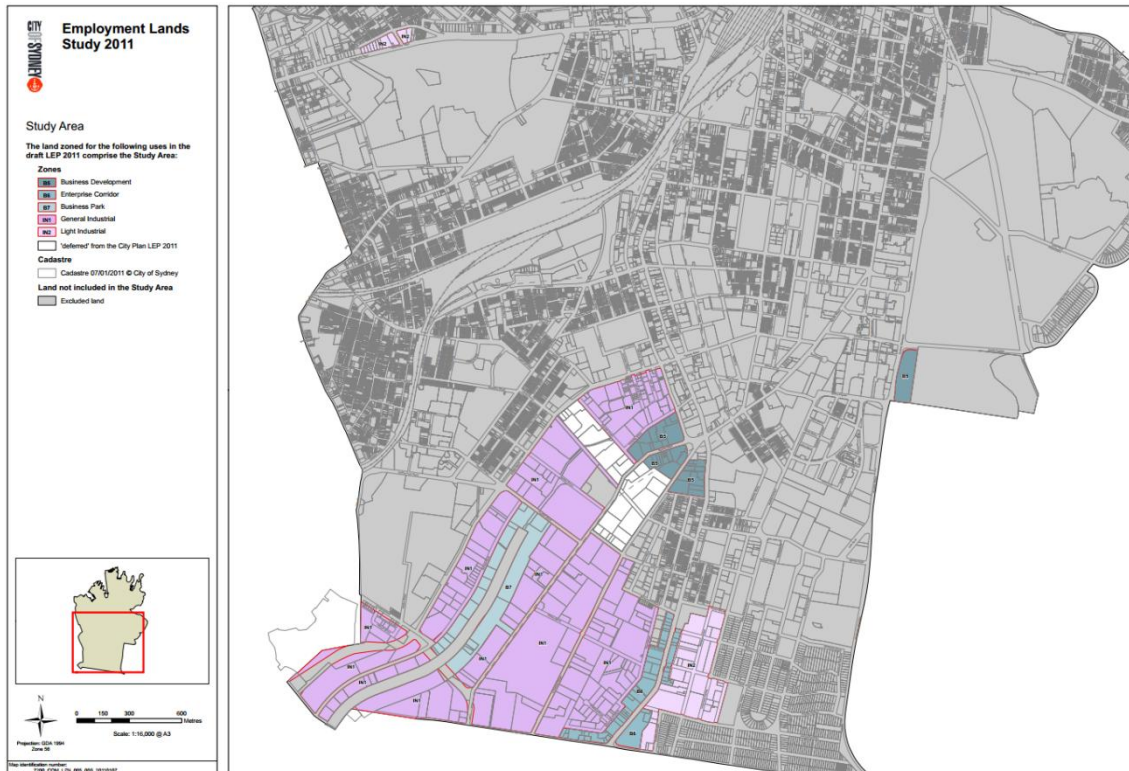 CITY OF SYDNEY
Employment Lands
Study 2011
Study Area
The land zoned for the following uses in the
draft LEP 2011 comprise the Study Area:
Zones
B5 Business Development
B6 Enterprise Corridor
B7 Business Park
IN1 General Industrial
IN2 Light Industrial
'deferred' from the City Plan LEP 2011
Cadastre
Cadastre 07/01/2011 © City of Sydney
Land not included in the Study Area
Excluded land
N
0 150 300 600
Metres
Scale: 1:16,000 @ A3
Projection: GDA 1994
Zone 56
Map identification number:
IN2
IN2
B5
IN1
B5
B5
B5
IN1
IN1
IN1
B7
IN1
IN1
IN1
IN1
IN1
IN1
IN1
IN2
B6
B6